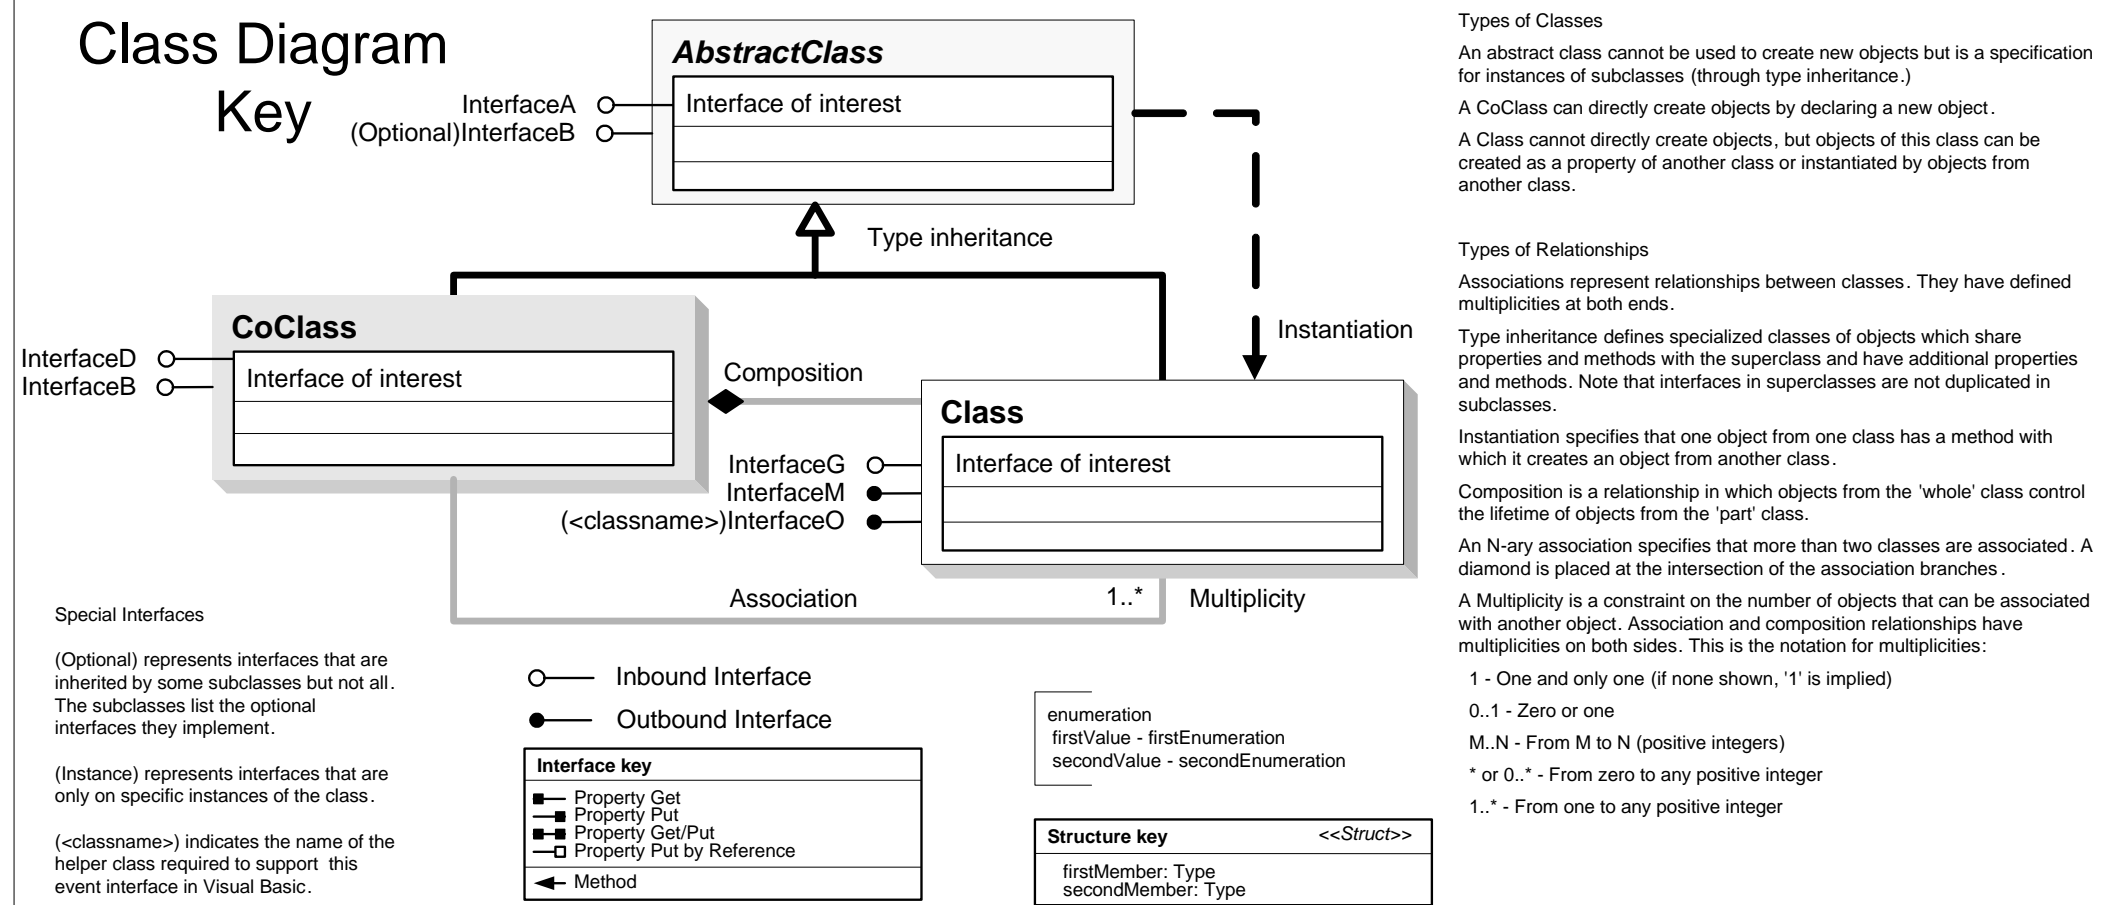 Class Diagram
Key
AbstractClass
Interface of interest
InterfaceA
(Optional)InterfaceB
Type inheritance
CoClass
Interface of interest
InterfaceD
InterfaceB
Composition
Instantiation
Class
Interface of interest
InterfaceG
InterfaceM
(<classname>)InterfaceO
Association
1..*
Multiplicity
Special Interfaces
(Optional) represents interfaces that are
inherited by some subclasses but not all.
The subclasses list the optional
interfaces they implement.
(Instance) represents interfaces that are
only on specific instances of the class.
(<classname>) indicates the name of the
helper class required to support this
event interface in Visual Basic.
Inbound Interface
Outbound Interface
Interface key
Property Get
Property Put
Property Get/Put
Property Put by Reference
Method
enumeration
firstValue - firstEnumeration
secondValue - secondEnumeration
Structure key <<Struct>>
firstMember: Type
secondMember: Type
Types of Classes
An abstract class cannot be used to create new objects but is a specification
for instances of subclasses (through type inheritance.)
A CoClass can directly create objects by declaring a new object.
A Class cannot directly create objects, but objects of this class can be
created as a property of another class or instantiated by objects from
another class.
Types of Relationships
Associations represent relationships between classes. They have defined
multiplicities at both ends.
Type inheritance defines specialized classes of objects which share
properties and methods with the superclass and have additional properties
and methods. Note that interfaces in superclasses are not duplicated in
subclasses.
Instantiation specifies that one object from one class has a method with
which it creates an object from another class.
Composition is a relationship in which objects from the 'whole' class control
the lifetime of objects from the 'part' class.
An N-ary association specifies that more than two classes are associated. A
diamond is placed at the intersection of the association branches.
A Multiplicity is a constraint on the number of objects that can be associated
with another object. Association and composition relationships have
multiplicities on both sides. This is the notation for multiplicities:
1 - One and only one (if none shown, '1' is implied)
0..1 - Zero or one
M..N - From M to N (positive integers)
* or 0..* - From zero to any positive integer
1..* - From one to any positive integer